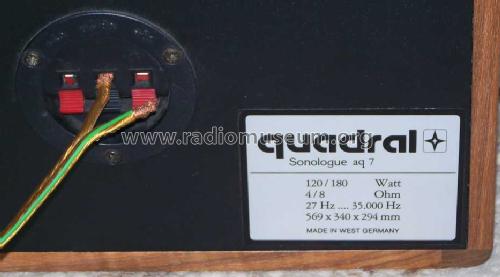 www.radiomuseum.org
quadral
Sonologue aq 7
120/180 Watt
4/8 Ohm
27 Hz .... 35.000 Hz
569 x 340 x 294 mm
MADE IN WEST GERMANY